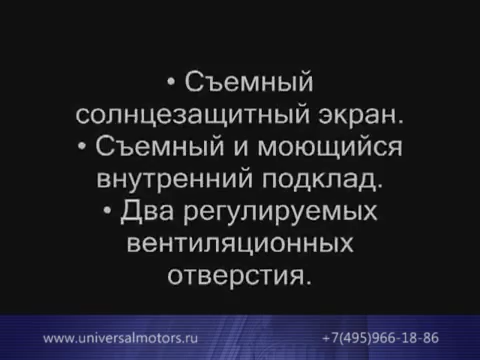 • Съемный
солнцезащитный экран.
• Съемный и моющийся
внутренний подклад.
• Два регулируемых
вентиляционных
отверстия.
www.universalmotors.ru +7(495)966-18-86